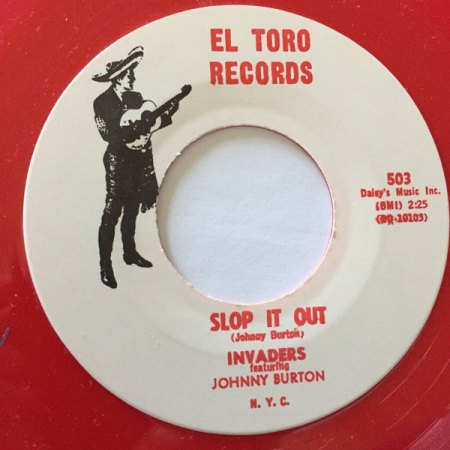 EL TORO
RECORDS
503
Daisy's Music Inc.
(BMI) 2:25
SLOP IT OUT
(Johnny Burton)
INVADERS
featuring
JOHNNY BURTON
N. Y. C.